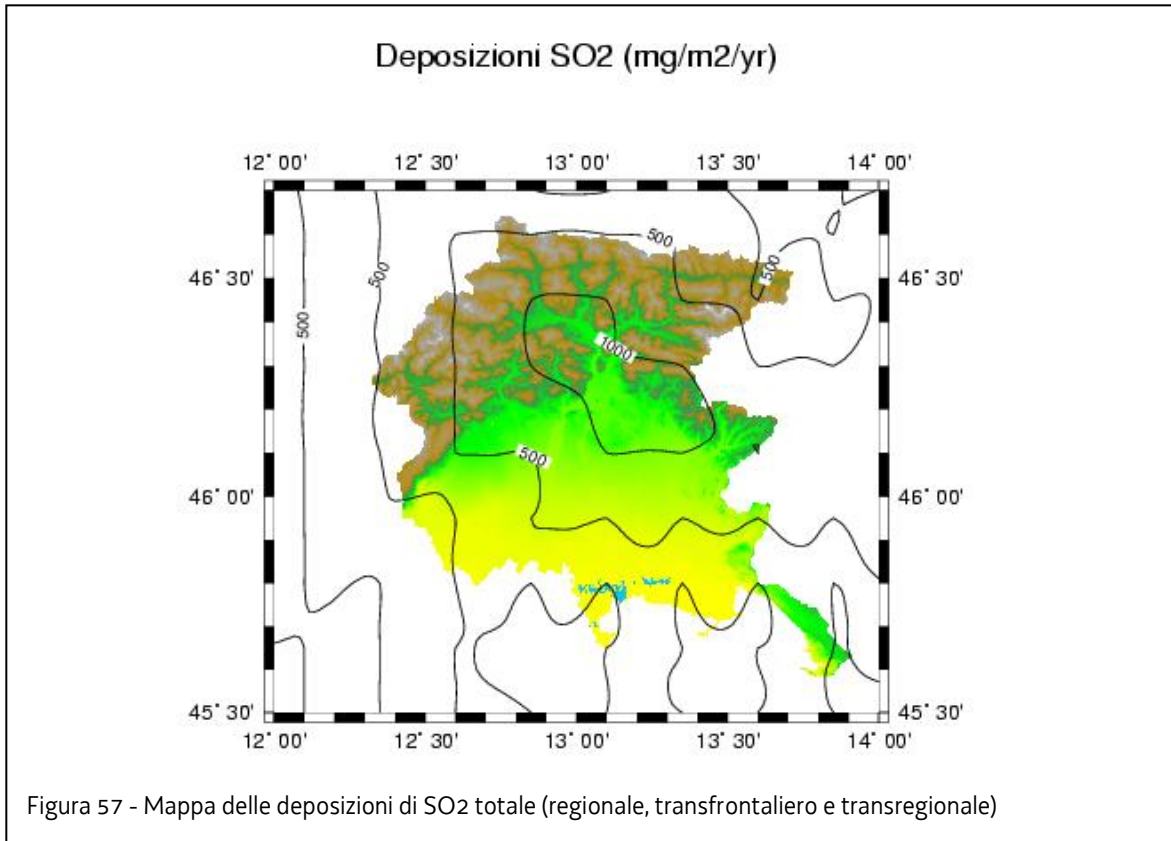 Deposizioni SO2 (mg/m2/yr)
12° 00' 12° 30' 13° 00' 13° 30' 14° 00'
500
500
500
500
46° 30' 46° 30'
500
1000
500
46° 00' 46° 00'
45° 30' 45° 30'
12° 00' 12° 30' 13° 00' 13° 30' 14° 00'
Figura 57 - Mappa delle deposizioni di SO2 totale (regionale, transfrontaliero e transregionale)